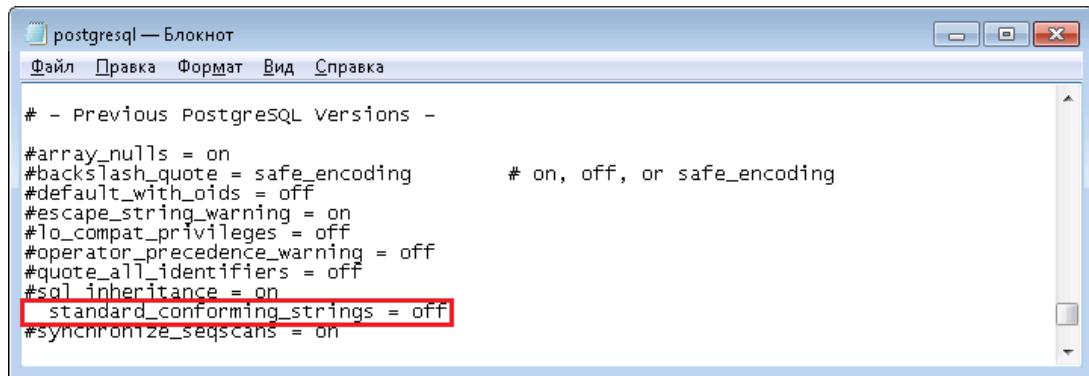 postgresql — Блокнот
Файл Правка Формат Вид Справка
# - Previous PostgreSQL Versions -
#array_nulls = on
#backslash_quote = safe_encoding # on, off, or safe_encoding
#default_with_oids = off
#escape_string_warning = on
#lo_compat_privileges = off
#operator_precedence_warning = off
#quote_all_identifiers = off
#sql_inheritance = on
standard_conforming_strings = off
#synchronize_seqscans = on